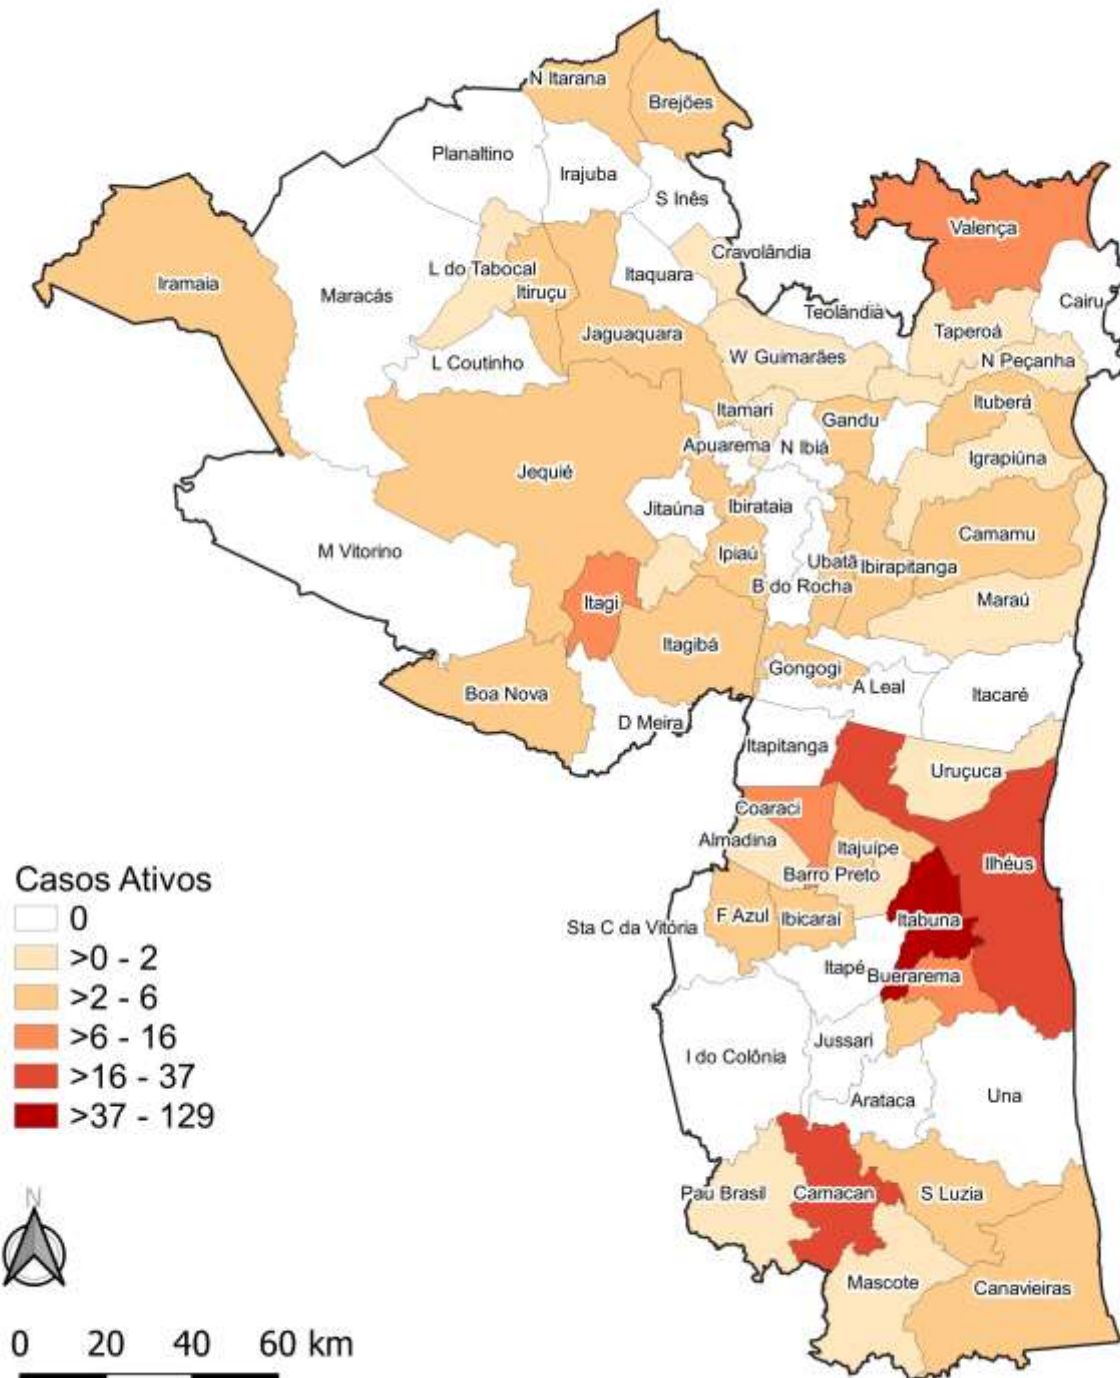 N Itarana
Brejões
Planaltino
Irajuba
S Inês
Valença
Cravolândia
L do Tabocal
Itaquara
Iramaia
Itiruçu
Maracás
Cairu
Teolândia
Jaguaquara
Taperoá
W Guimarães
N Peçanha
L Coutinho
Itamari
Ituberá
Gandu
Apuarema
N Ibiá
Igrapiúna
Jequié
Jitaúna
Ibirataia
Camamu
M Vitorino
Ipiaú
Ubatã
Ibirapitanga
B do Rocha
Itagi
Maraú
Itagibá
Gongogi
A Leal
Itacaré
Boa Nova
D Meira
Itapitanga
Uruçuca
Coaraci
Almadina
Itajuípe
Ilhéus
Barro Preto
Casos Ativos
0
>0 - 2
>2 - 6
>6 - 16
>16 - 37
>37 - 129
F Azul
Ibicaraí
Itabuna
Sta C da Vitória
Itapé
Buerarema
Jussari
I do Colônia
Una
Arataca
Pau Brasil
Camacan
S Luzia
Mascote
Canavieiras
N
0 20 40 60 km